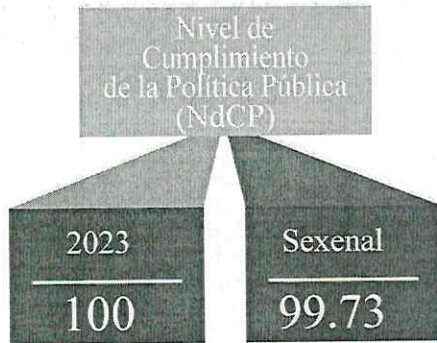 Nivel de
Cumplimiento
de la Política Pública
(NdCP)
2023
100
Sexenal
99.73